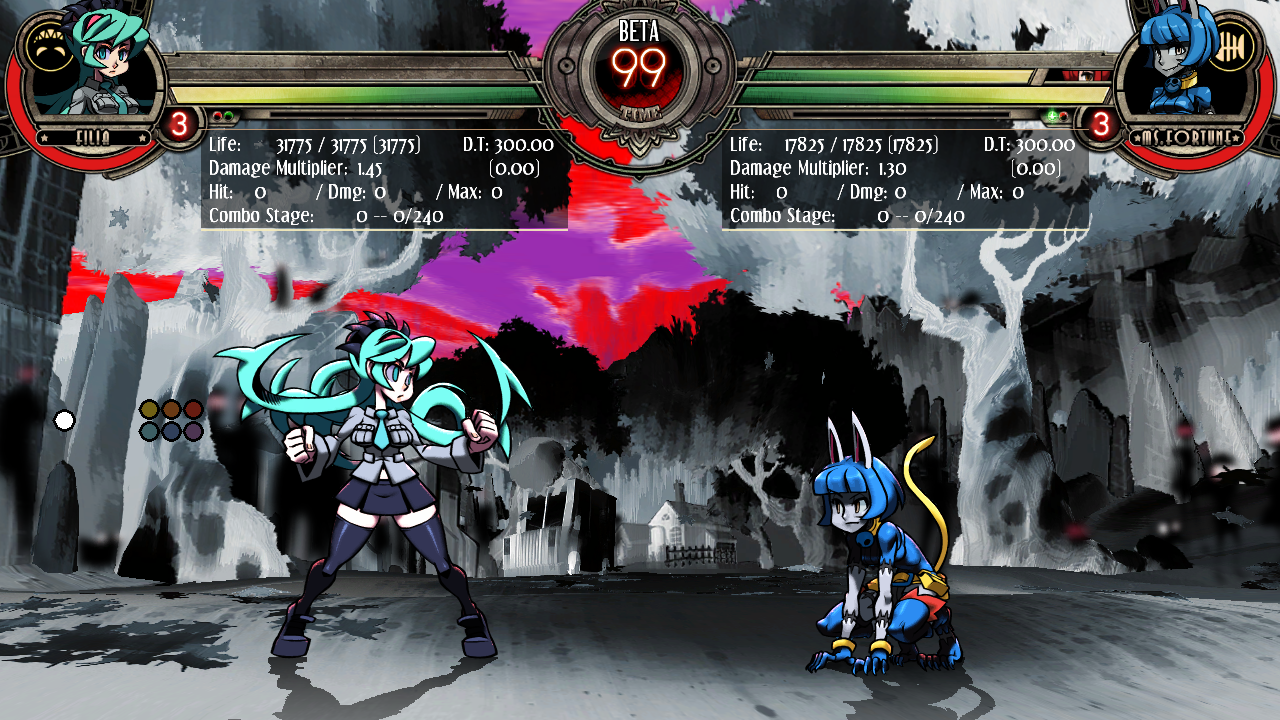 BETA
99
TIME
FILIA
3
3
MS. FORTUNE
Life: 31775 / 31775 (31775) D.T: 300.00
Damage Multiplier: 1.45 (0.00)
Hit: 0 / Dmg: 0 / Max: 0
Combo Stage: 0 -- 0/240
Life: 17825 / 17825 (17825) D.T: 300.00
Damage Multiplier: 1.30 (0.00)
Hit: 0 / Dmg: 0 / Max: 0
Combo Stage: 0 -- 0/240